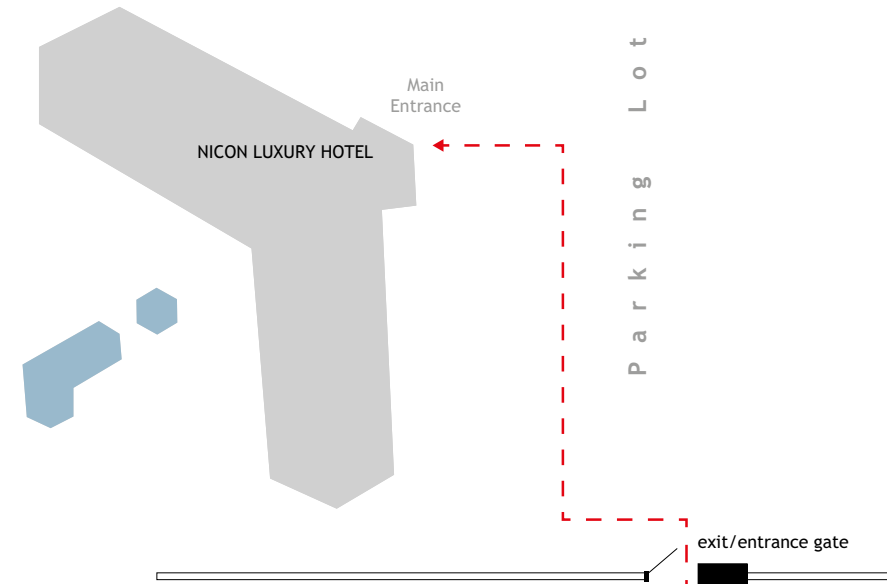 Main
Entrance
NICON LUXURY HOTEL
Parking Lot
exit/entrance gate